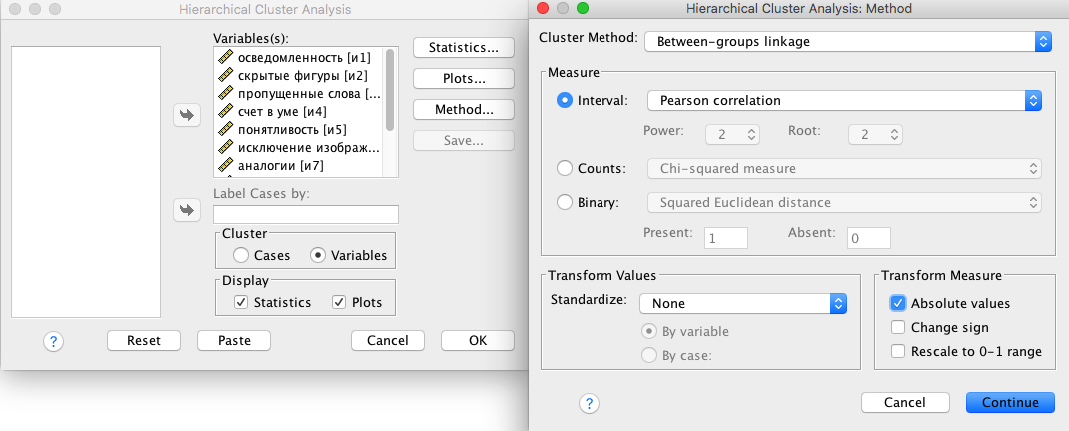 Hierarchical Cluster Analysis
Variables(s):
осведомленность [и1]
скрытые фигуры [и2]
пропущенные слова [...
счет в уме [и4]
понятливость [и5]
исключение изображ...
аналогии [и7]
Statistics...
Plots...
Method...
Save...
Label Cases by:
Cluster
Cases
Variables
Display
Statistics
Plots
?
Reset
Paste
Cancel
OK
Hierarchical Cluster Analysis: Method
Cluster Method: Between-groups linkage
Measure
Interval: Pearson correlation
Power: 2 Root: 2
Counts: Chi-squared measure
Binary: Squared Euclidean distance
Present: 1 Absent: 0
Transform Values
Standardize: None
By variable
By case:
Transform Measure
Absolute values
Change sign
Rescale to 0-1 range
?
Cancel
Continue